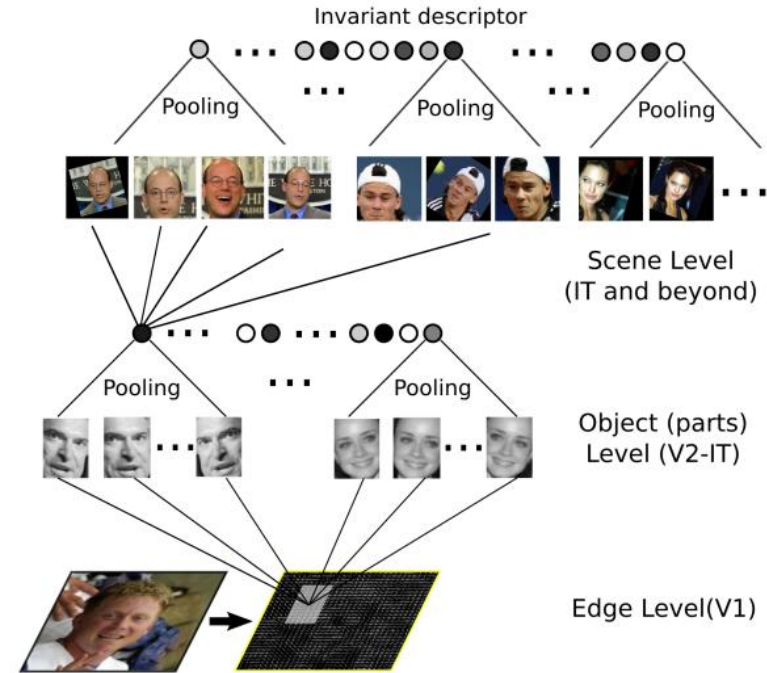 Invariant descriptor
Pooling
Pooling
Pooling
Scene Level
(IT and beyond)
Pooling
Pooling
Object (parts)
Level (V2-IT)
Edge Level(V1)